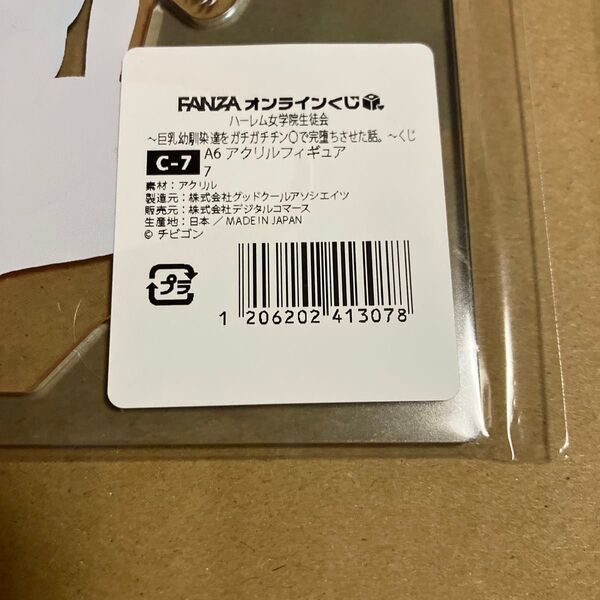 FANZA オンラインくじ
ハーレム女学院生徒会
～巨乳幼馴染達をガチガチチン〇で完堕ちさせた話。～くじ
C-7 A6 アクリルフィギュア
7
素材：アクリル
製造元：株式会社グッドクールアソシエイツ
販売元：株式会社デジタルコマース
生産地：日本／MADE IN JAPAN
© チビゴン
プラ
1 206202 413078